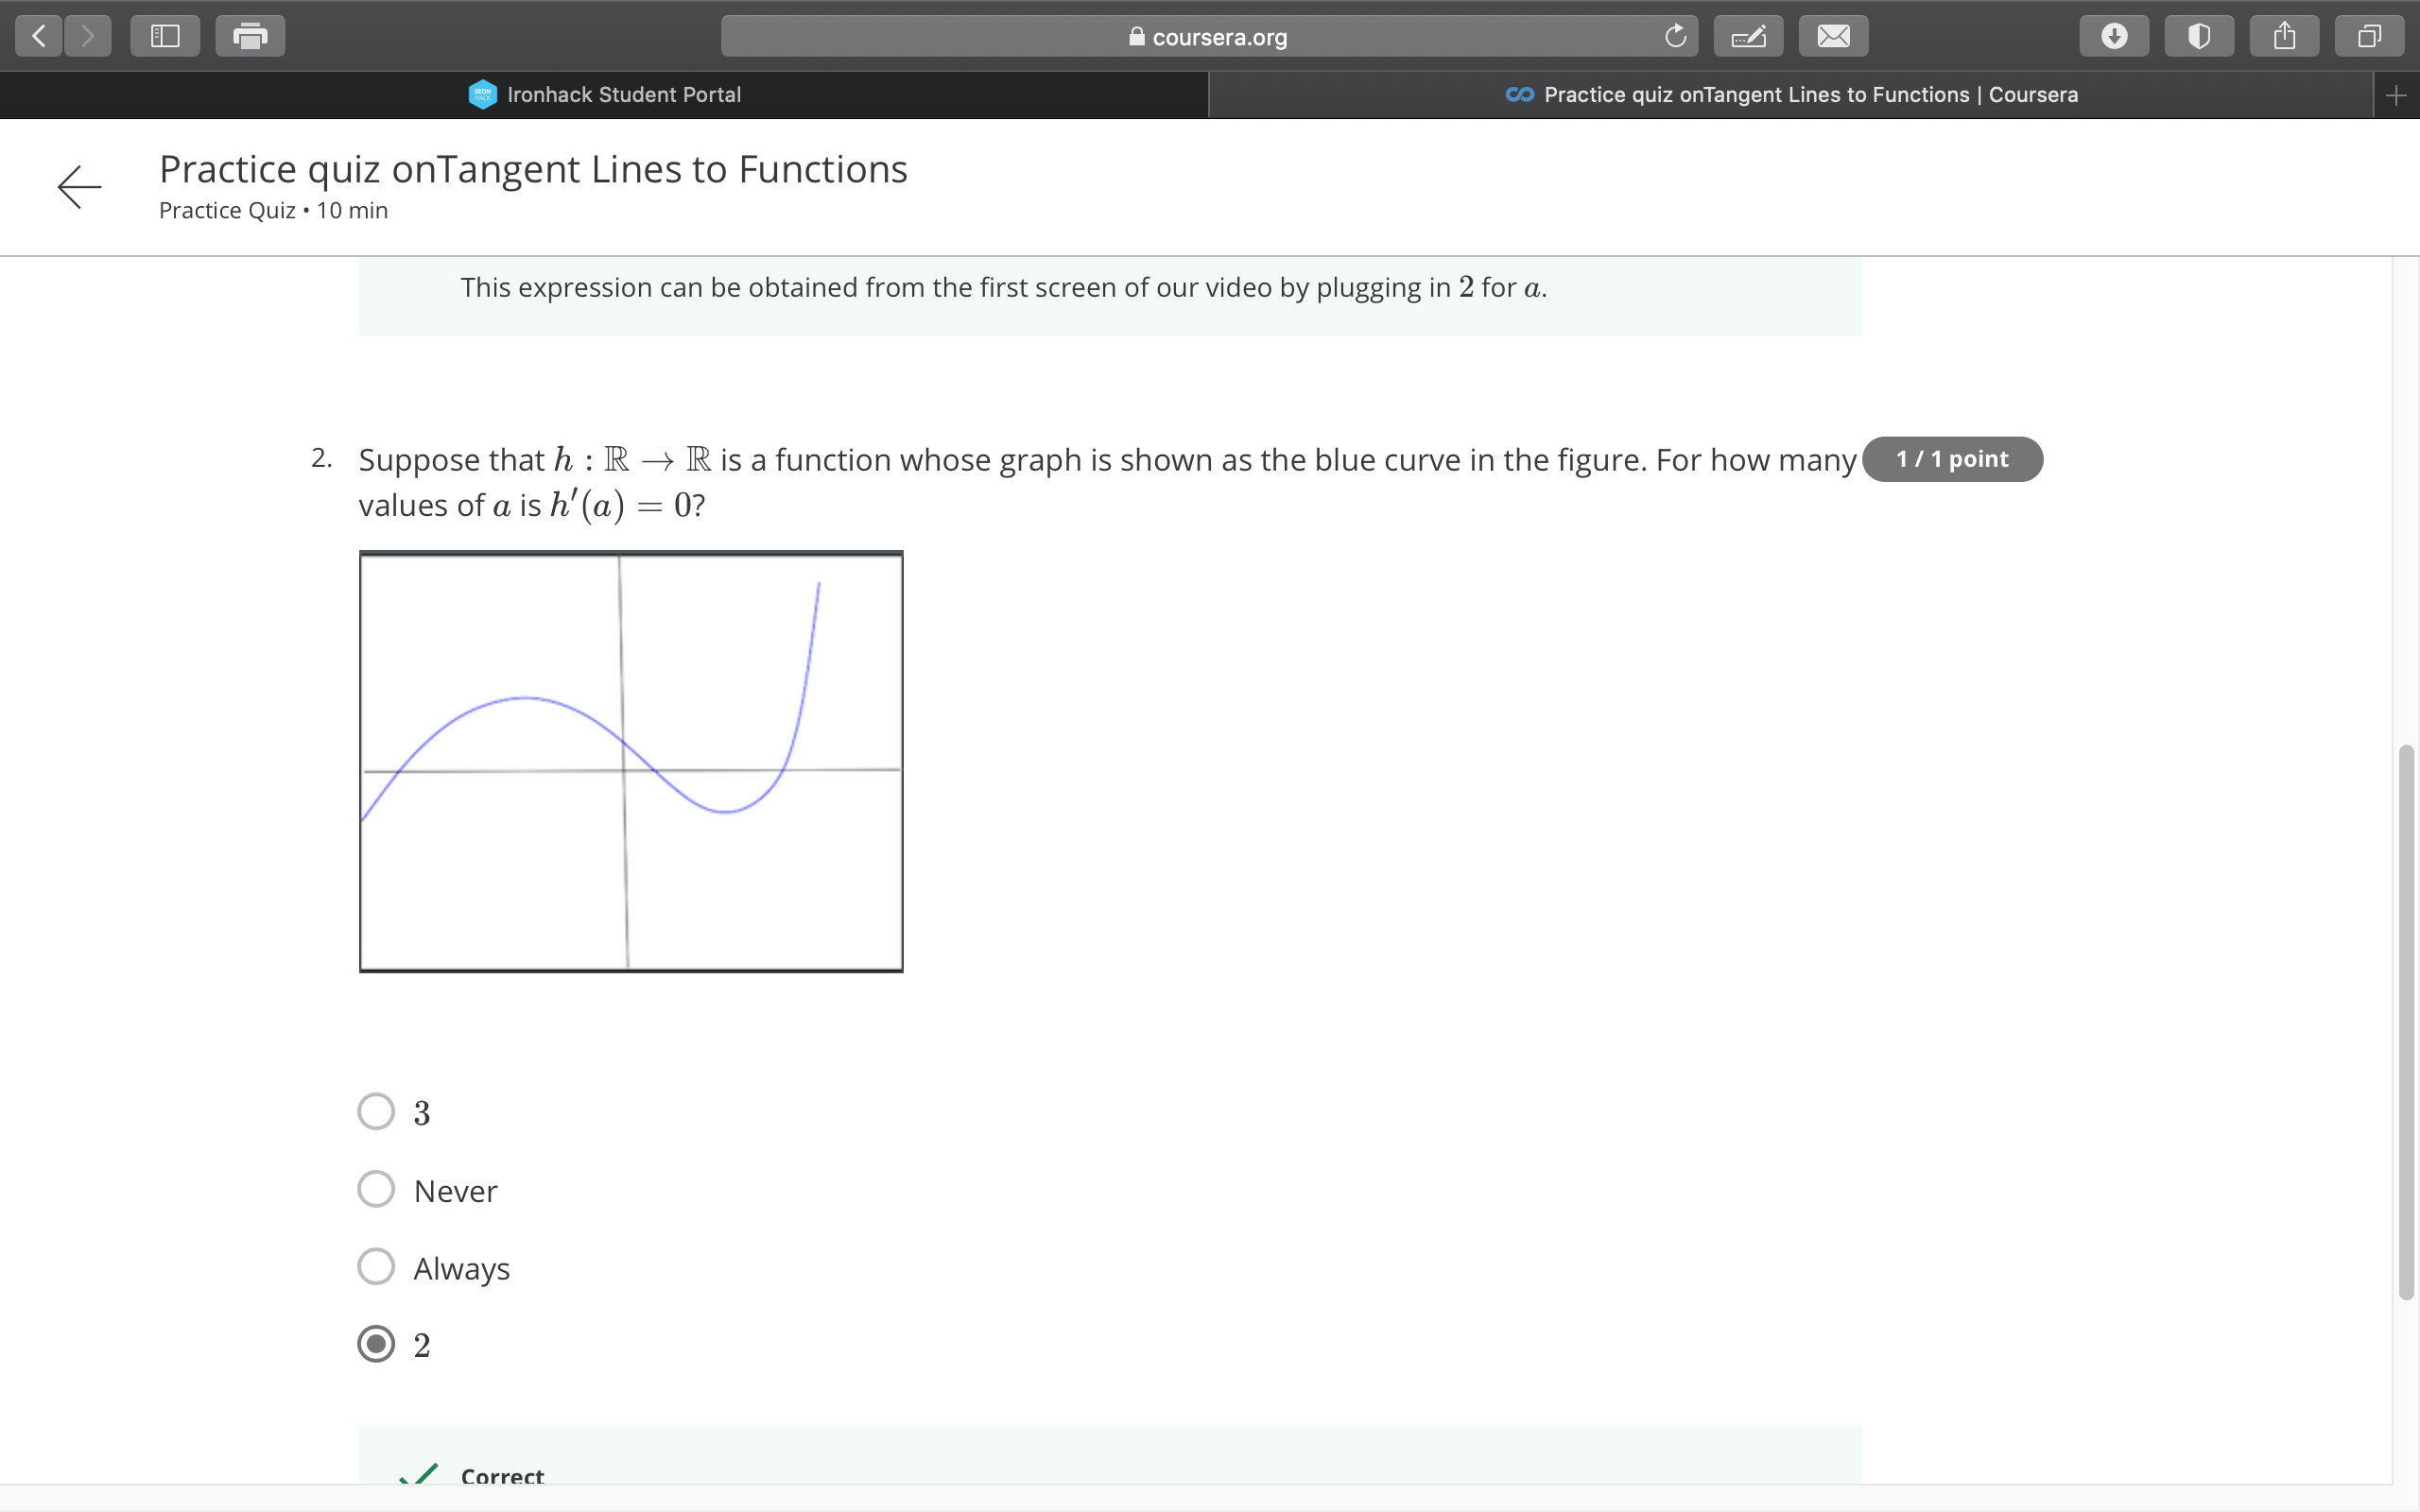 coursera.org
IRON HACK Ironhack Student Portal
Practice quiz onTangent Lines to Functions | Coursera
Practice quiz onTangent Lines to Functions
Practice Quiz • 10 min
This expression can be obtained from the first screen of our video by plugging in 2 for a.
2. Suppose that h : ℝ → ℝ is a function whose graph is shown as the blue curve in the figure. For how many 1 / 1 point
values of a is h′(a) = 0?
3
Never
Always
2
Correct